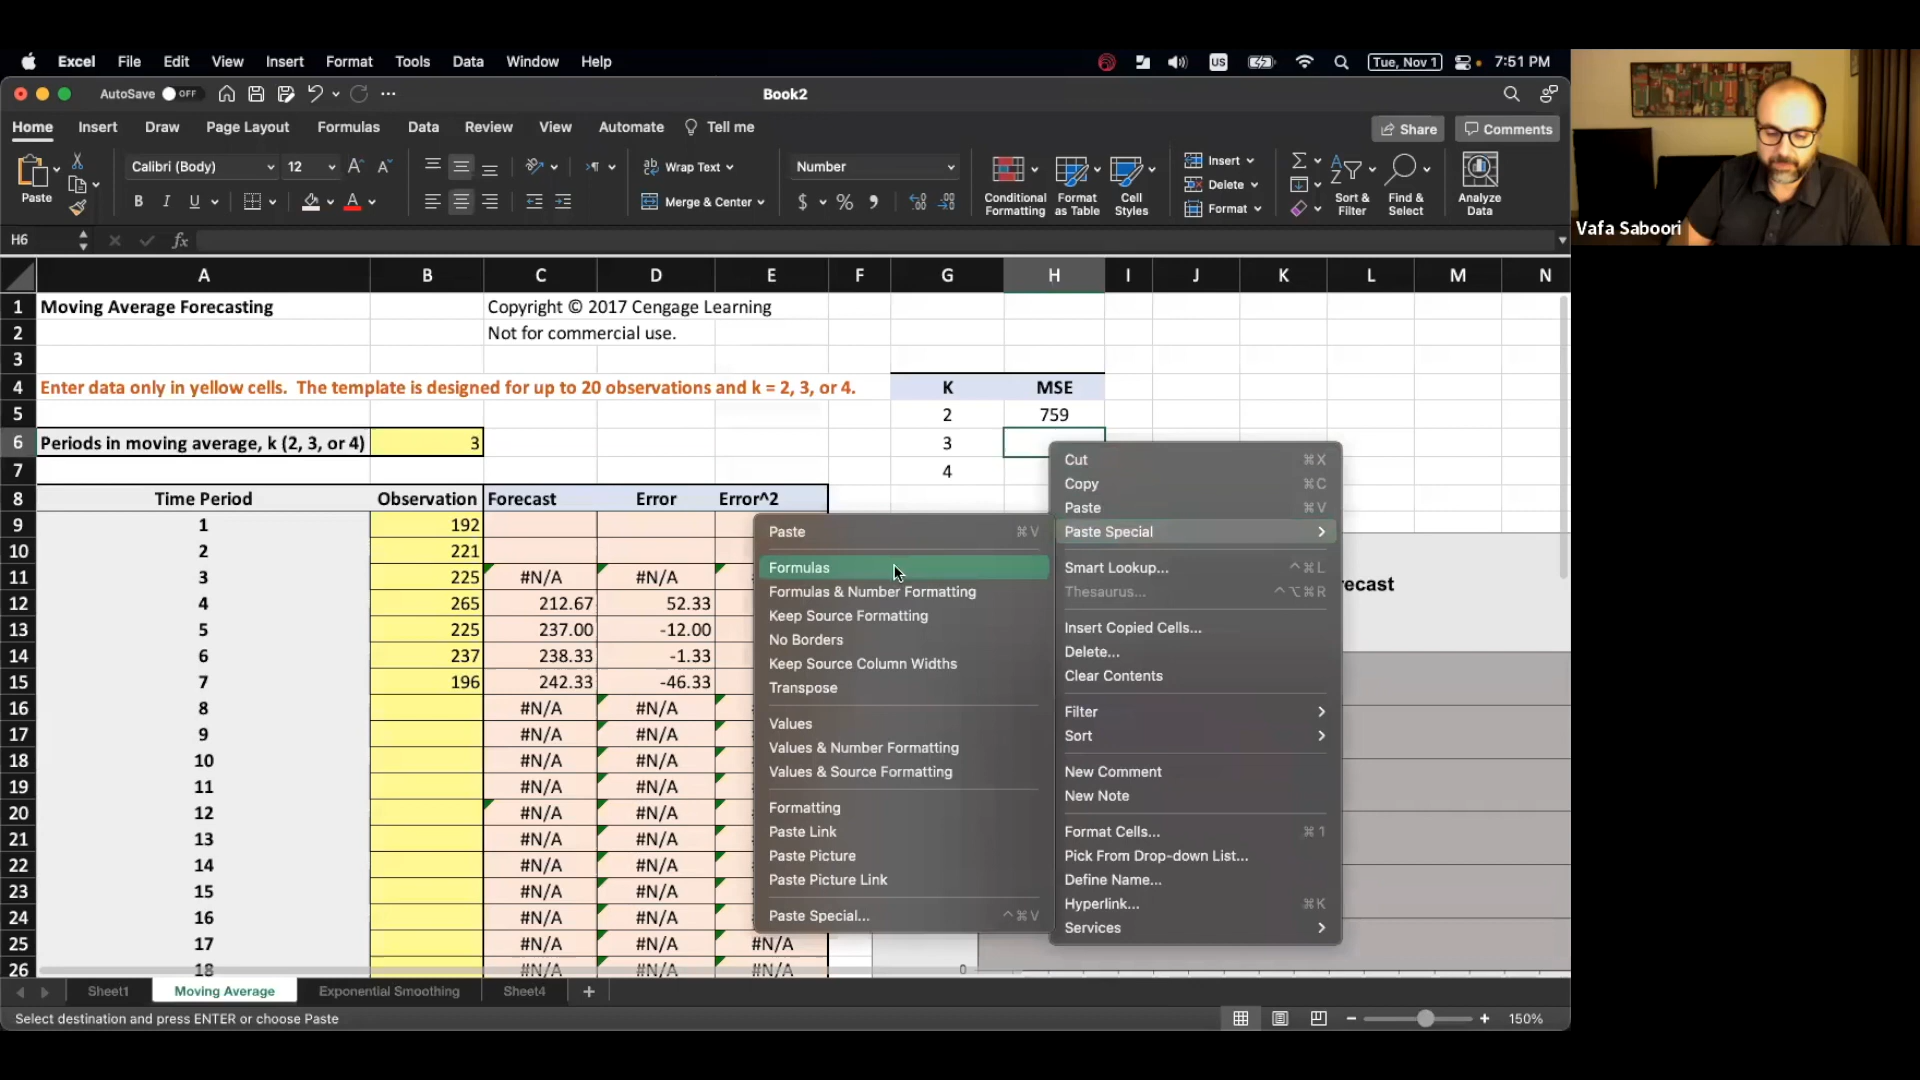 Excel File Edit View Insert Format Tools Data Window Help US Tue, Nov 1 7:51 PM
AutoSave OFF Book2
Home Insert Draw Page Layout Formulas Data Review View Automate Tell me Share Comments
Paste Calibri (Body) 12 Wrap Text Number Insert
Delete
B I U Merge & Center $ % Format
Conditional Formatting Format as Table Cell Styles Sort & Filter Find & Select Analyze Data
Vafa Saboori
H6 fx
A B C D E F G H I J K L M N
1 Moving Average Forecasting Copyright © 2017 Cengage Learning
2 Not for commercial use.
3
4 Enter data only in yellow cells. The template is designed for up to 20 observations and k = 2, 3, or 4. K MSE
5 2 759
6 Periods in moving average, k (2, 3, or 4) 3 3
7 4
8 Time Period Observation Forecast Error Error^2
9 1 192
10 2 221
11 3 225 #N/A #N/A
12 4 265 212.67 52.33
13 5 225 237.00 -12.00
14 6 237 238.33 -1.33
15 7 196 242.33 -46.33
16 8 #N/A #N/A
17 9 #N/A #N/A
18 10 #N/A #N/A
19 11 #N/A #N/A
20 12 #N/A #N/A
21 13 #N/A #N/A
22 14 #N/A #N/A
23 15 #N/A #N/A
24 16 #N/A #N/A
25 17 #N/A #N/A #N/A
26 18 #N/A #N/A #N/A 0
Cut ⌘X
Copy ⌘C
Paste ⌘V
Paste Special
Smart Lookup... ^⌘L
Thesaurus... ^⌥⌘R
Insert Copied Cells...
Delete...
Clear Contents
Filter
Sort
New Comment
New Note
Format Cells... ⌘1
Pick From Drop-down List...
Define Name...
Hyperlink... ⌘K
Services
Paste ⌘V
Formulas
Formulas & Number Formatting
Keep Source Formatting
No Borders
Keep Source Column Widths
Transpose
Values
Values & Number Formatting
Values & Source Formatting
Formatting
Paste Link
Paste Picture
Paste Picture Link
Paste Special... ^⌘V
ecast
Sheet1 Moving Average Exponential Smoothing Sheet4 +
Select destination and press ENTER or choose Paste 150%